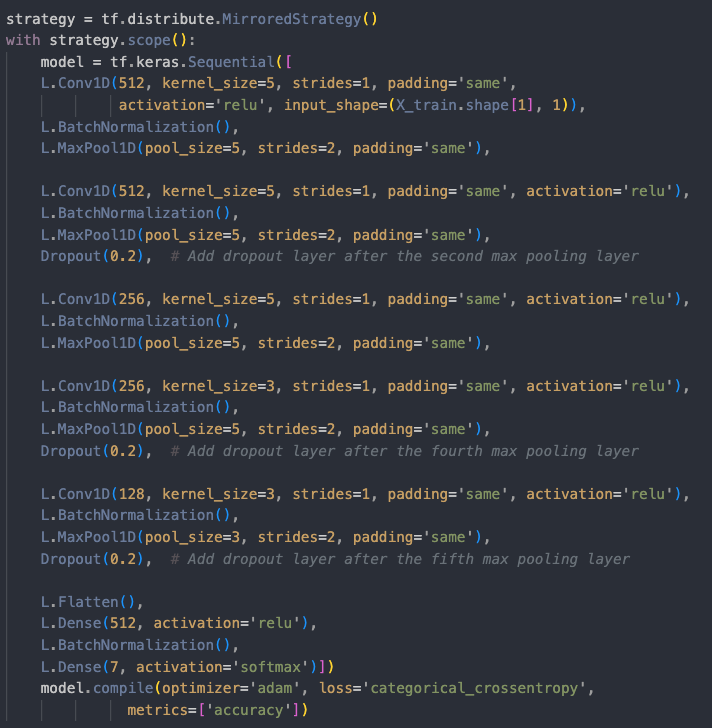 strategy = tf.distribute.MirroredStrategy()
with strategy.scope():
    model = tf.keras.Sequential([
    L.Conv1D(512, kernel_size=5, strides=1, padding='same',
             activation='relu', input_shape=(X_train.shape[1], 1)),
    L.BatchNormalization(),
    L.MaxPool1D(pool_size=5, strides=2, padding='same'),

    L.Conv1D(512, kernel_size=5, strides=1, padding='same', activation='relu'),
    L.BatchNormalization(),
    L.MaxPool1D(pool_size=5, strides=2, padding='same'),
    Dropout(0.2),  # Add dropout layer after the second max pooling layer

    L.Conv1D(256, kernel_size=5, strides=1, padding='same', activation='relu'),
    L.BatchNormalization(),
    L.MaxPool1D(pool_size=5, strides=2, padding='same'),

    L.Conv1D(256, kernel_size=3, strides=1, padding='same', activation='relu'),
    L.BatchNormalization(),
    L.MaxPool1D(pool_size=5, strides=2, padding='same'),
    Dropout(0.2),  # Add dropout layer after the fourth max pooling layer

    L.Conv1D(128, kernel_size=3, strides=1, padding='same', activation='relu'),
    L.BatchNormalization(),
    L.MaxPool1D(pool_size=3, strides=2, padding='same'),
    Dropout(0.2),  # Add dropout layer after the fifth max pooling layer

    L.Flatten(),
    L.Dense(512, activation='relu'),
    L.BatchNormalization(),
    L.Dense(7, activation='softmax')])
    model.compile(optimizer='adam', loss='categorical_crossentropy',
              metrics=['accuracy'])